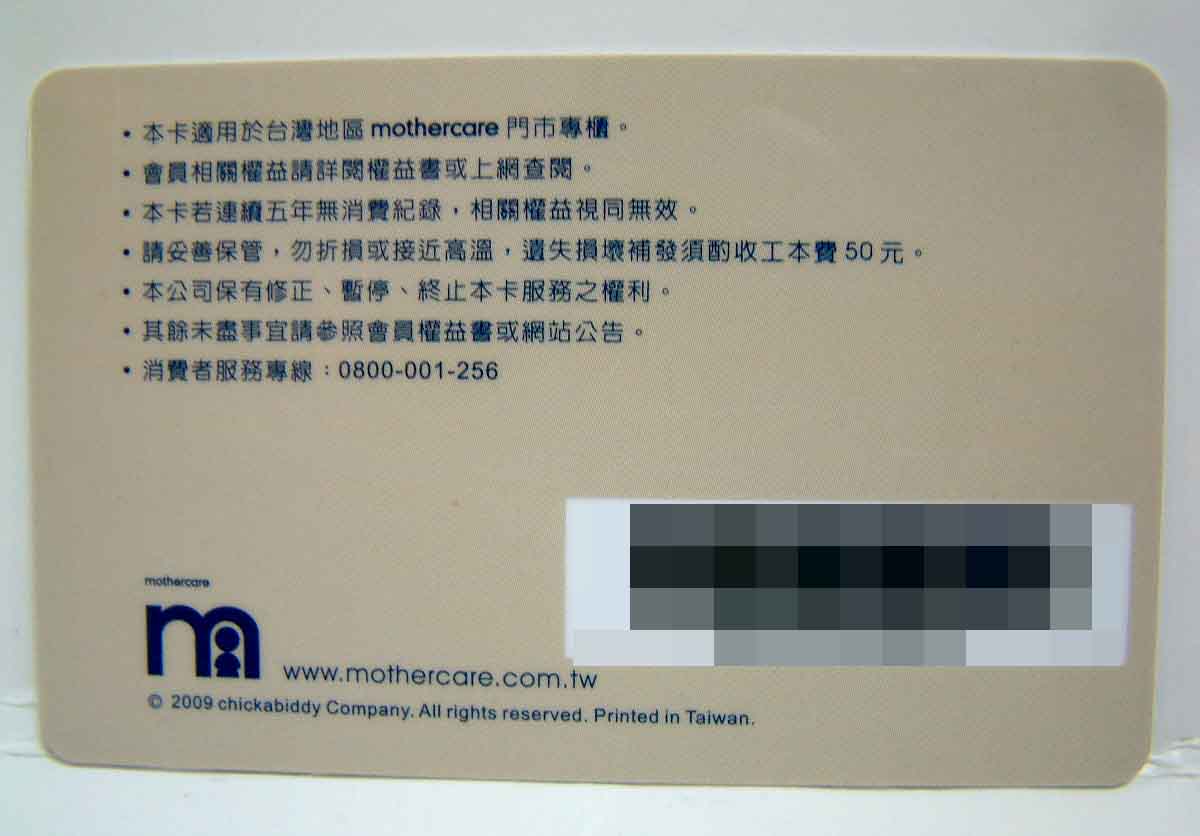 • 本卡適用於台灣地區 mothercare 門市專櫃。
• 會員相關權益請詳閱權益書或上網查閱。
• 本卡若連續五年無消費紀錄，相關權益視同無效。
• 請妥善保管，勿折損或接近高溫，遺失損壞補發須酌收工本費 50 元。
• 本公司保有修正、暫停、終止本卡服務之權利。
• 其餘未盡事宜請參照會員權益書或網站公告。
• 消費者服務專線：0800-001-256
mothercare
m
www.mothercare.com.tw
© 2009 chickabiddy Company. All rights reserved. Printed in Taiwan.